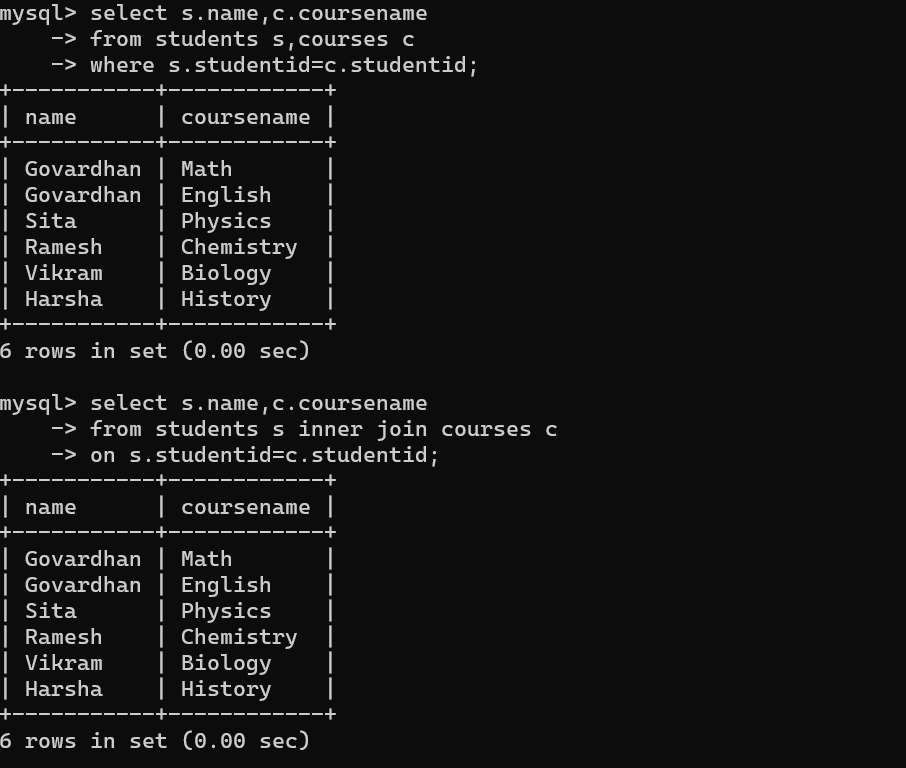 mysql> select s.name,c.coursename
    -> from students s,courses c
    -> where s.studentid=c.studentid;
+-----------+------------+
| name      | coursename |
+-----------+------------+
| Govardhan | Math       |
| Govardhan | English    |
| Sita      | Physics    |
| Ramesh    | Chemistry  |
| Vikram    | Biology    |
| Harsha    | History    |
+-----------+------------+
6 rows in set (0.00 sec)

mysql> select s.name,c.coursename
    -> from students s inner join courses c
    -> on s.studentid=c.studentid;
+-----------+------------+
| name      | coursename |
+-----------+------------+
| Govardhan | Math       |
| Govardhan | English    |
| Sita      | Physics    |
| Ramesh    | Chemistry  |
| Vikram    | Biology    |
| Harsha    | History    |
+-----------+------------+
6 rows in set (0.00 sec)